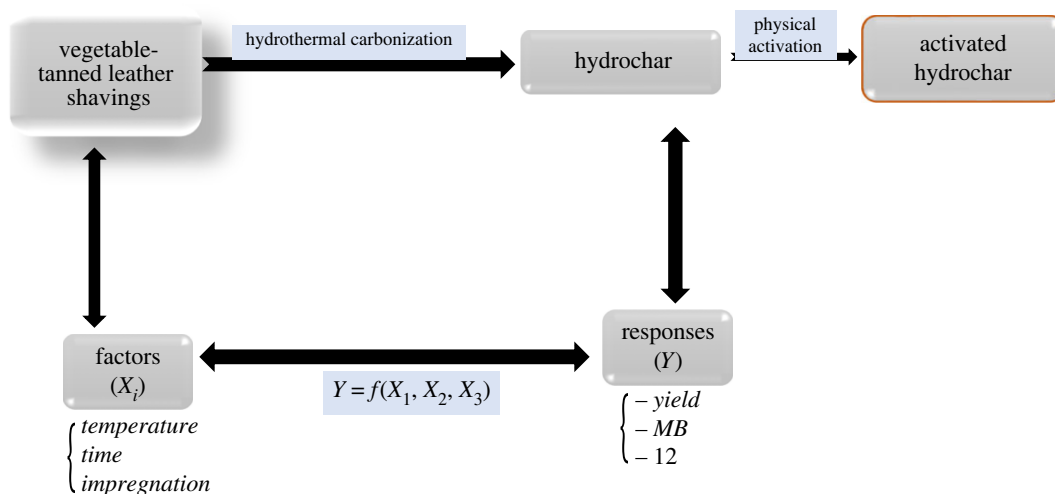 vegetable-
tanned leather
shavings
hydrothermal carbonization
hydrochar
physical
activation
activated
hydrochar
factors
(Xᵢ)
temperature
time
impregnation
Y = f(X₁, X₂, X₃)
responses
(Y)
– yield
– MB
– 12